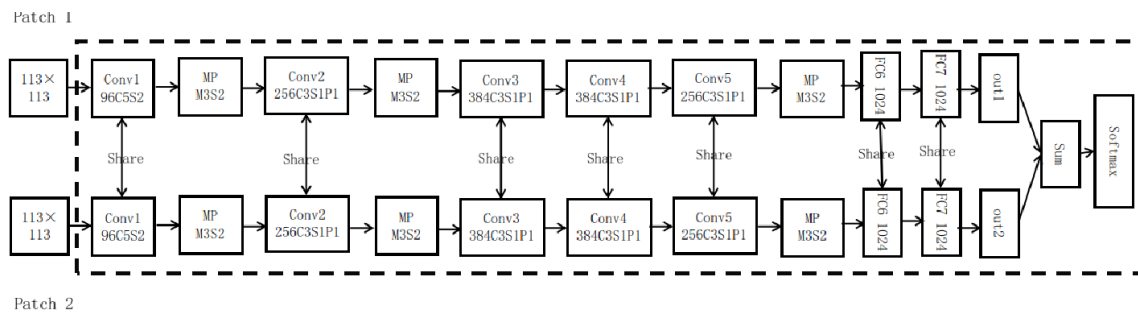 Patch 1
113×
113
Conv1
96C5S2
MP
M3S2
Conv2
256C3S1P1
MP
M3S2
Conv3
384C3S1P1
Conv4
384C3S1P1
Conv5
256C3S1P1
MP
M3S2
FC6 1024
FC7 1024
out1
Share
Share
Share
Share
Share
Share
Share
Sum
Softmax
113×
113
Conv1
96C5S2
MP
M3S2
Conv2
256C3S1P1
MP
M3S2
Conv3
384C3S1P1
Conv4
384C3S1P1
Conv5
256C3S1P1
MP
M3S2
FC6 1024
FC7 1024
out2
Patch 2